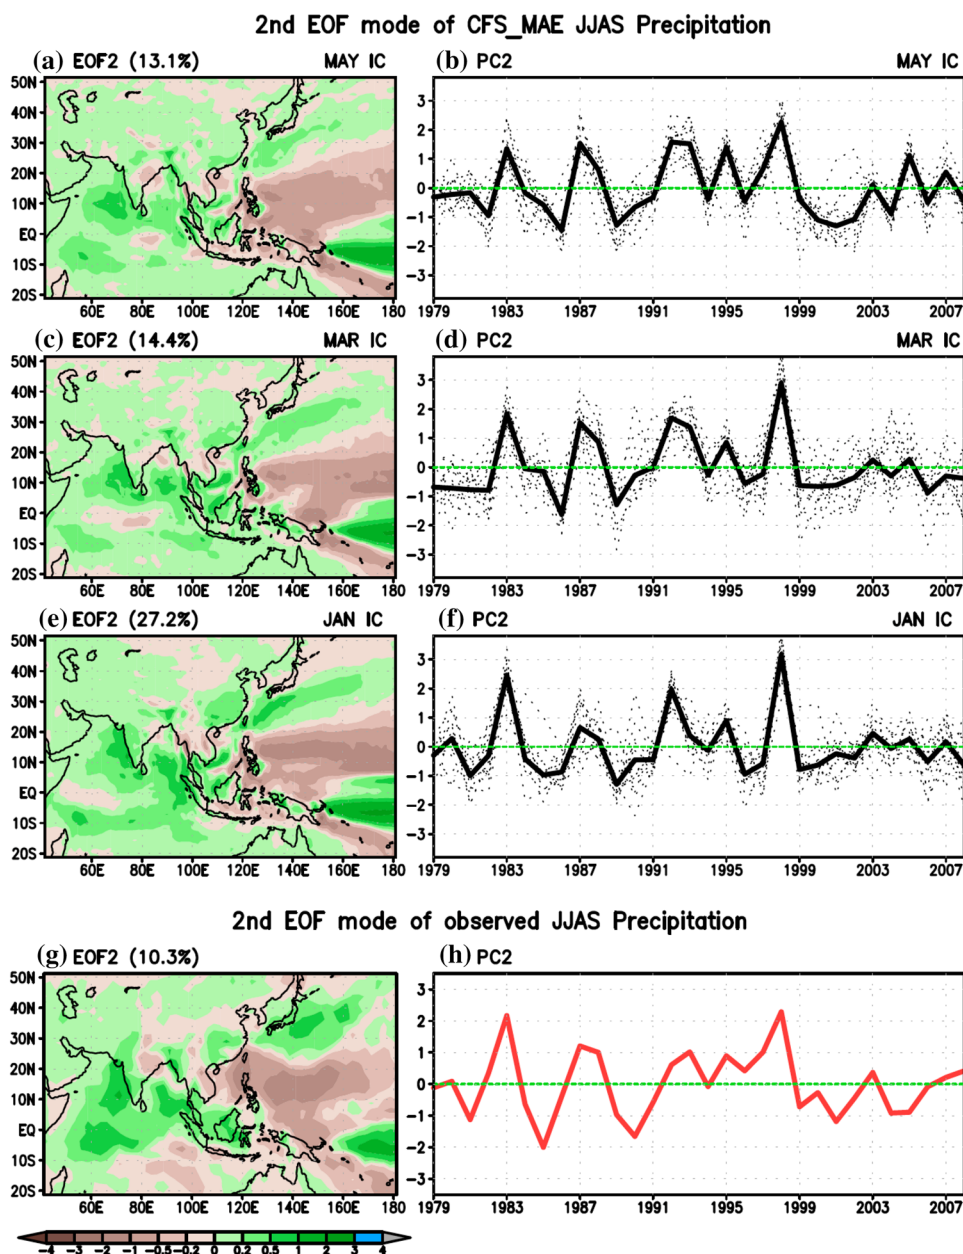 2nd EOF mode of CFS_MAE JJAS Precipitation
(a) EOF2 (13.1%) MAY IC (b) PC2 MAY IC
50N
40N
30N
20N
10N
EQ
10S
20S
60E 80E 100E 120E 140E 160E 180
3
2
1
0
-1
-2
-3
1979 1983 1987 1991 1995 1999 2003 2007
(c) EOF2 (14.4%) MAR IC (d) PC2 MAR IC
50N
40N
30N
20N
10N
EQ
10S
20S
60E 80E 100E 120E 140E 160E 180
3
2
1
0
-1
-2
-3
1979 1983 1987 1991 1995 1999 2003 2007
(e) EOF2 (27.2%) JAN IC (f) PC2 JAN IC
50N
40N
30N
20N
10N
EQ
10S
20S
60E 80E 100E 120E 140E 160E 180
3
2
1
0
-1
-2
-3
1979 1983 1987 1991 1995 1999 2003 2007
2nd EOF mode of observed JJAS Precipitation
(g) EOF2 (10.3%) (h) PC2
50N
40N
30N
20N
10N
EQ
10S
20S
60E 80E 100E 120E 140E 160E 180
3
2
1
0
-1
-2
-3
1979 1983 1987 1991 1995 1999 2003 2007
-4 -3 -2 -1 -0.5 -0.2 0 0.2 0.5 1 2 3 4